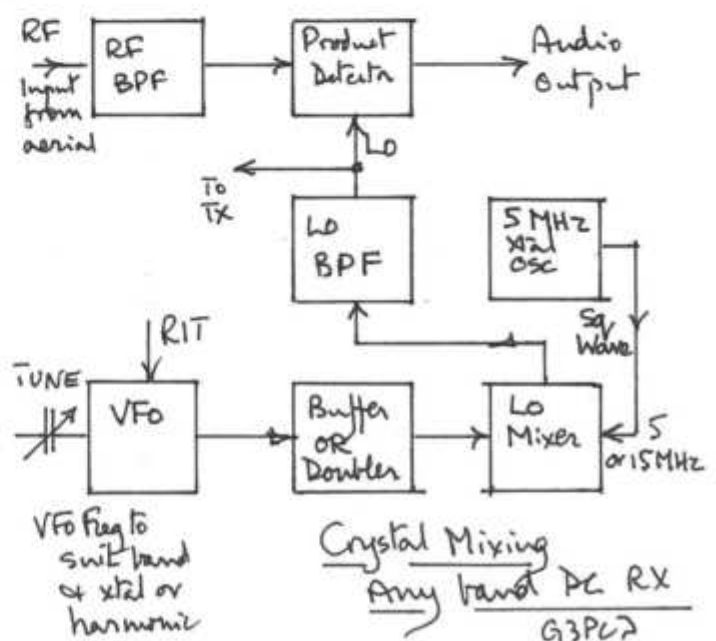 RF
Input
from
aerial
RF
BPF
Product
Detector
Audio
Output
LO
To
TX
LO
BPF
5 MHz
xtal
osc
Sq
Wave
RIT
TUNE
VFO
Buffer
OR
Doubler
LO
Mixer
5
or 15 MHz
VFO Freq to
suit band
& xtal or
harmonic
Crystal Mixing
Any band DC RX